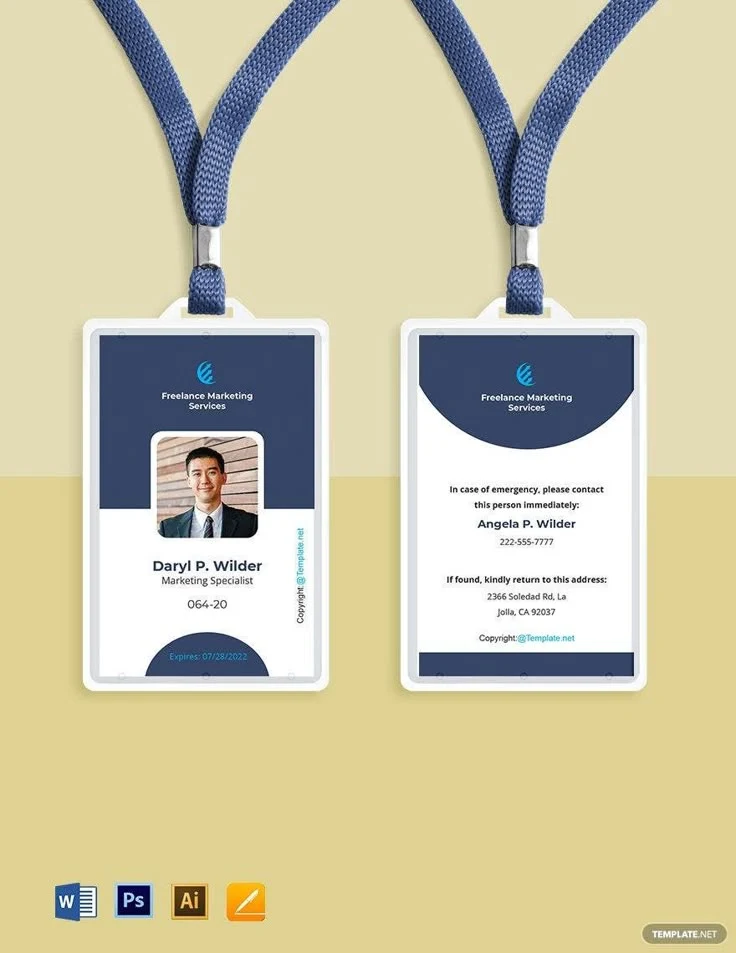 Freelance Marketing
Services
Daryl P. Wilder
Marketing Specialist
064-20
Expires: 07/28/2022
Copyright:@Template.net
Freelance Marketing
Services
In case of emergency, please contact
this person immediately:
Angela P. Wilder
222-555-7777
If found, kindly return to this address:
2366 Soledad Rd, La
Jolla, CA 92037
Copyright:@Template.net
W
Ps
Ai
TEMPLATE.NET